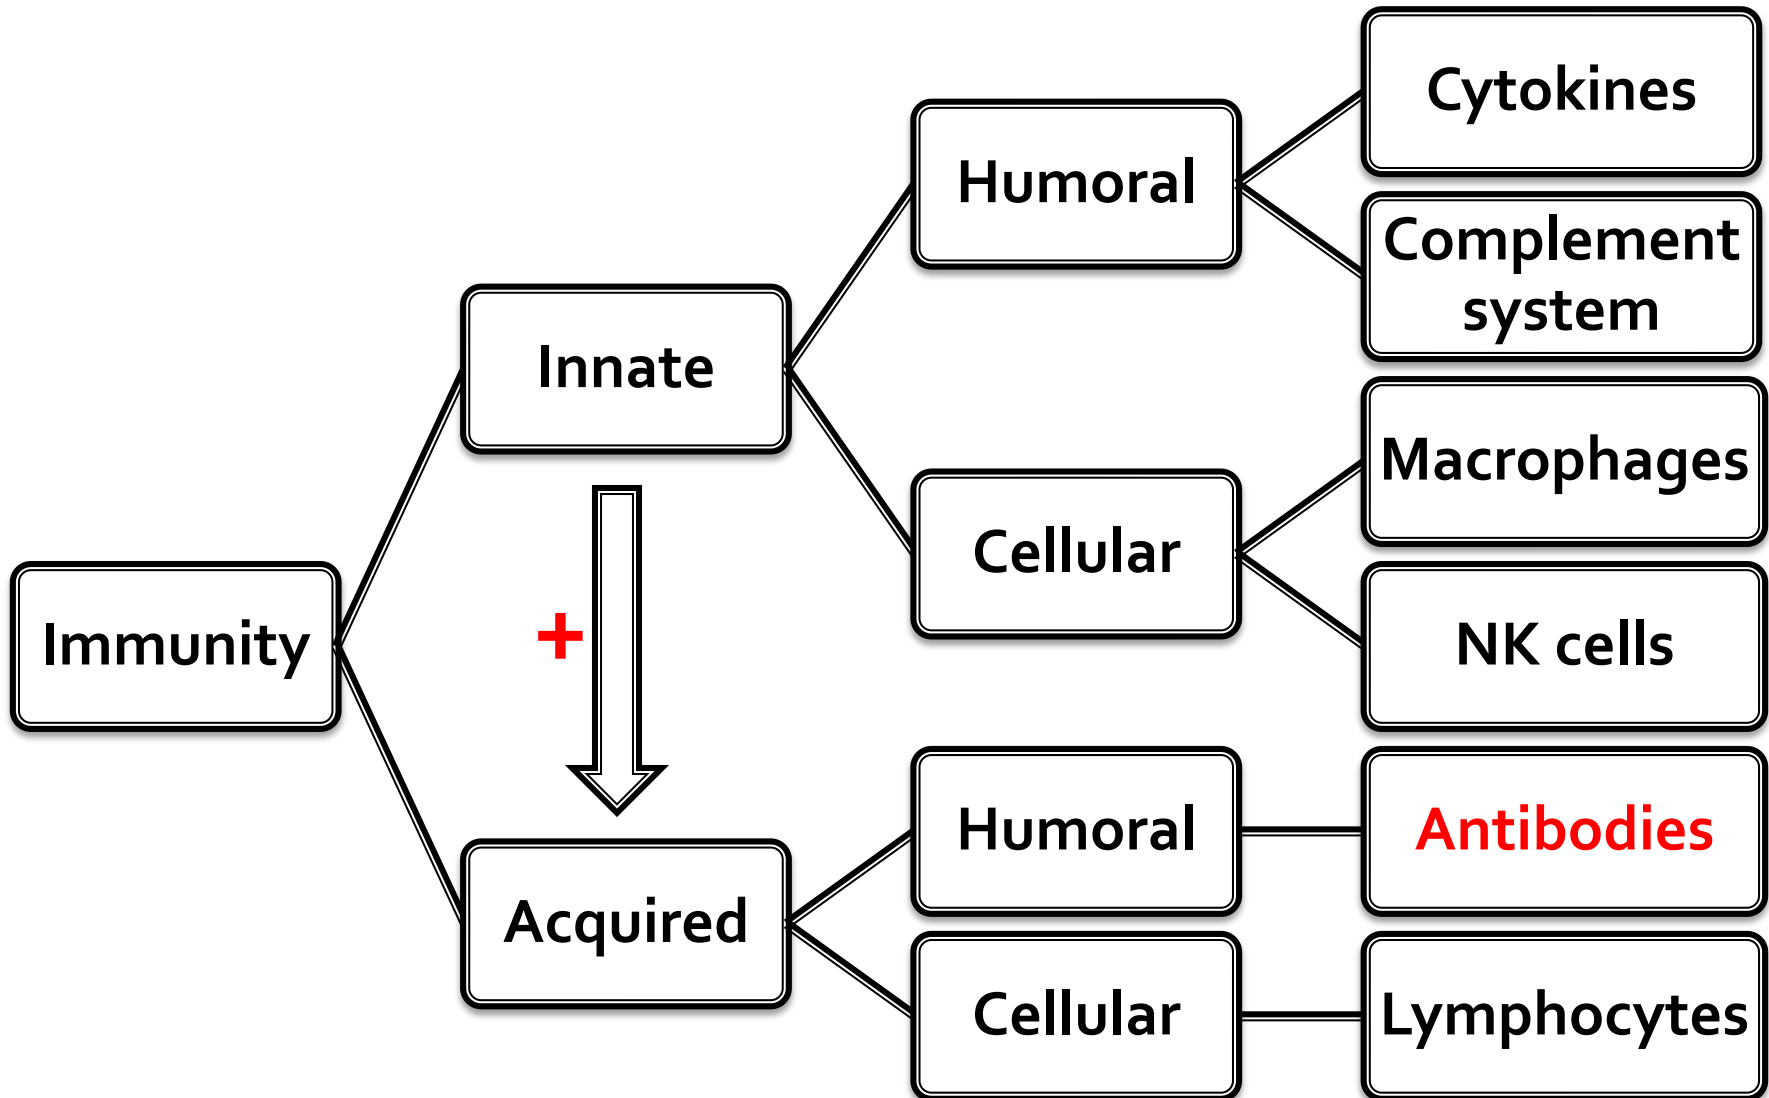 Immunity
Innate
+
Acquired
Humoral
Cellular
Humoral
Cellular
Cytokines
Complement
system
Macrophages
NK cells
Antibodies
Lymphocytes